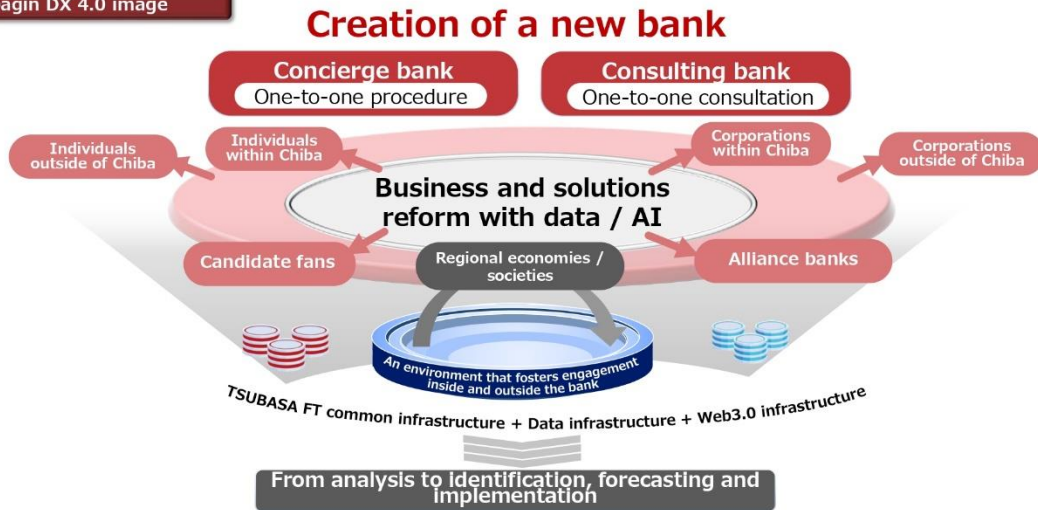 DX 4.0 image
Creation of a new bank
Concierge bank
One-to-one procedure
Consulting bank
One-to-one consultation
Individuals
outside of Chiba
Individuals
within Chiba
Corporations
within Chiba
Corporations
outside of Chiba
Business and solutions
reform with data / AI
Candidate fans
Regional economies /
societies
Alliance banks
An environment that fosters engagement
inside and outside the bank
TSUBASA FT common infrastructure + Data infrastructure + Web3.0 infrastructure
From analysis to identification, forecasting and
implementation